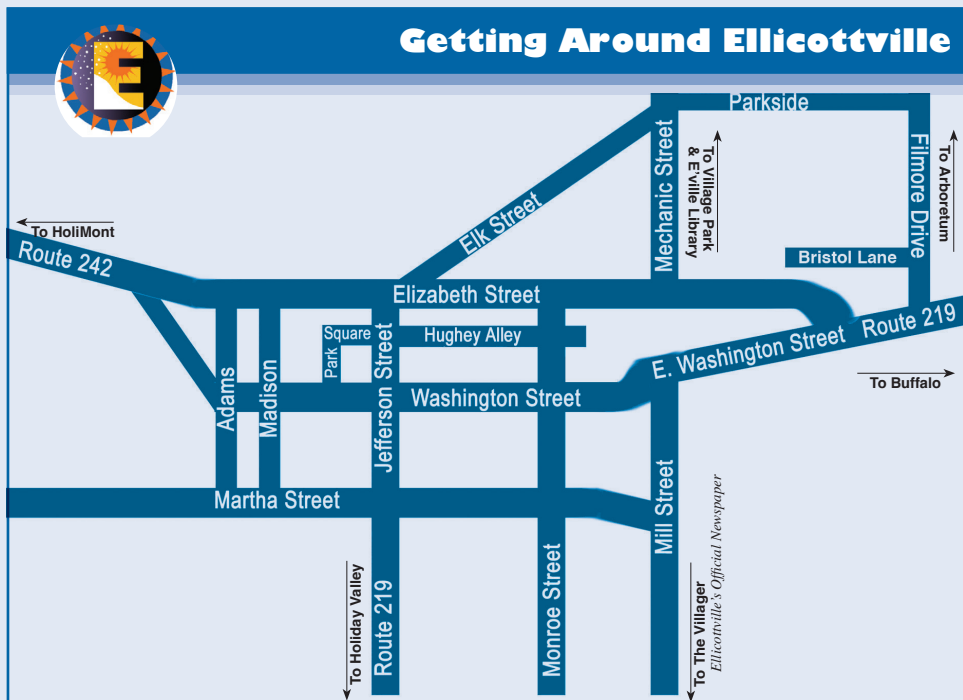 Getting Around Ellicottville
E
Parkside
Mechanic Street
To Village Park
& E'ville Library
Filmore Drive
To Arboretum
Elk Street
To HoliMont
Route 242
Bristol Lane
Elizabeth Street
Square
Park
Hughey Alley
Jefferson Street
E. Washington Street
Route 219
To Buffalo
Adams
Madison
Washington Street
Martha Street
Mill Street
To Holiday Valley
Route 219
Monroe Street
To The Villager
Ellicottville's Official Newspaper